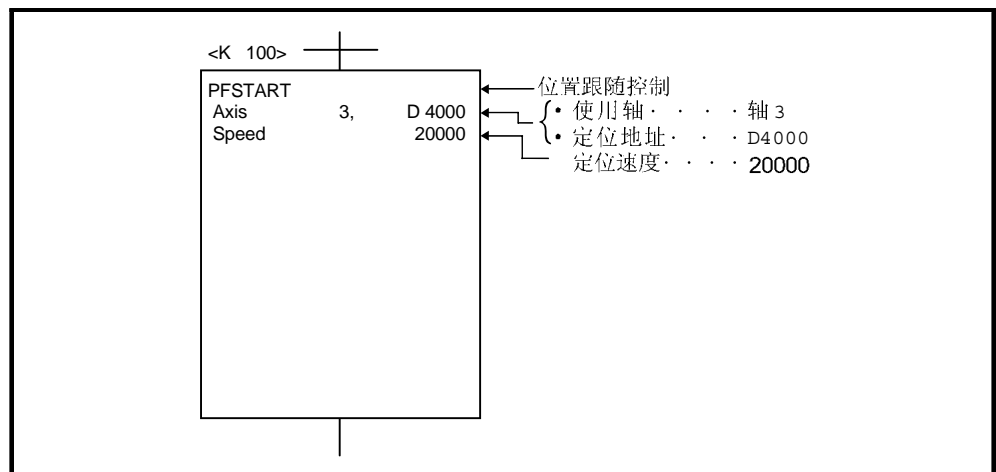 <K 100>
PFSTART
Axis 3, D 4000
Speed 20000
位置跟随控制
• 使用轴 · · · · 轴 3
• 定位地址 · · · D4000
定位速度 · · · · 20000